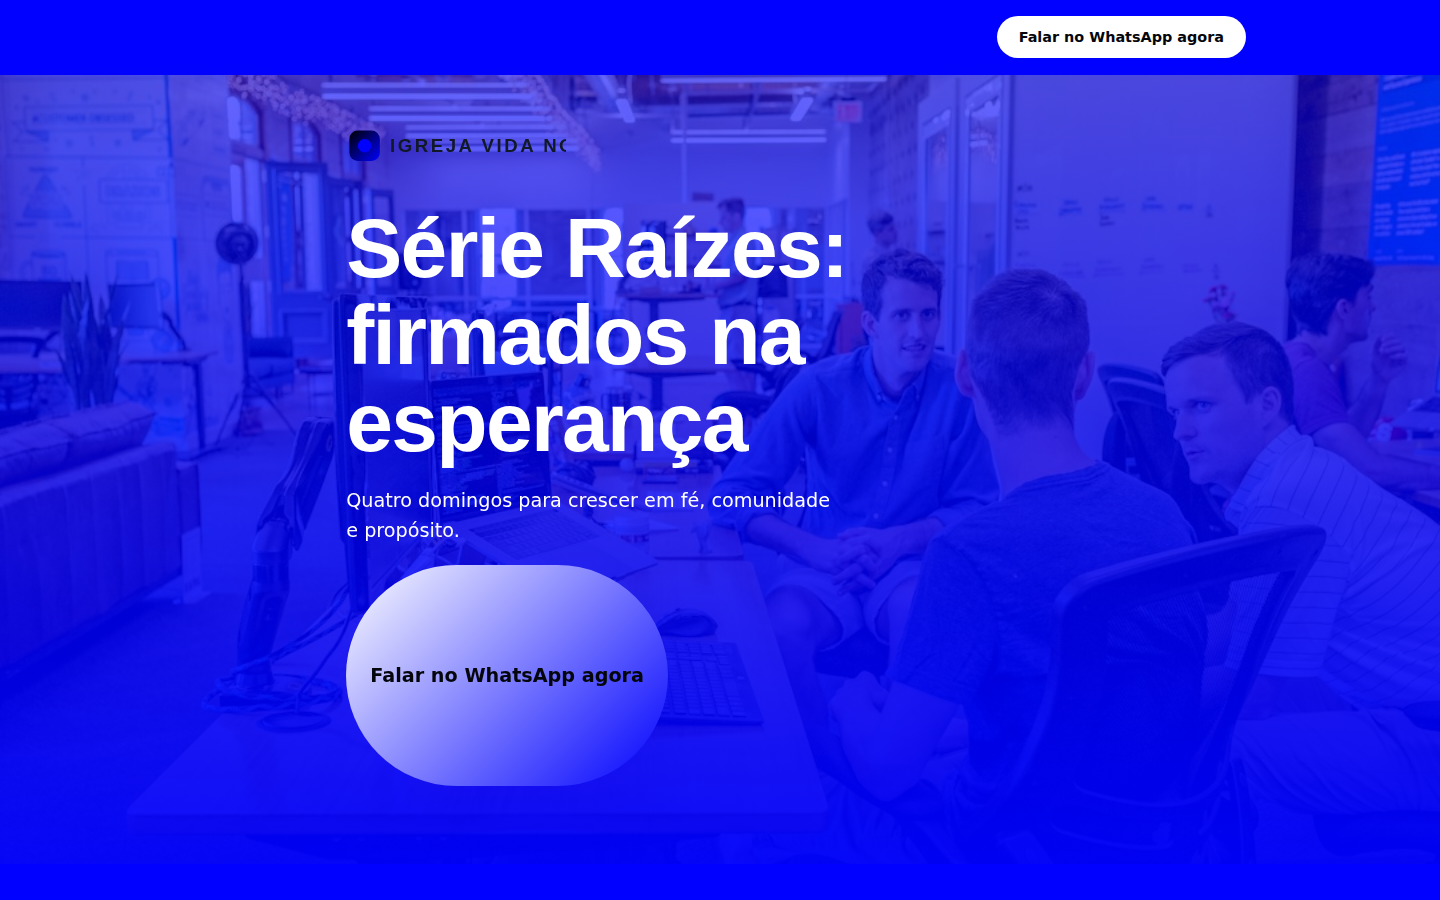 Falar no WhatsApp agora
IGREJA VIDA NO
Série Raízes:
firmados na
esperança
Quatro domingos para crescer em fé, comunidade
e propósito.
Falar no WhatsApp agora